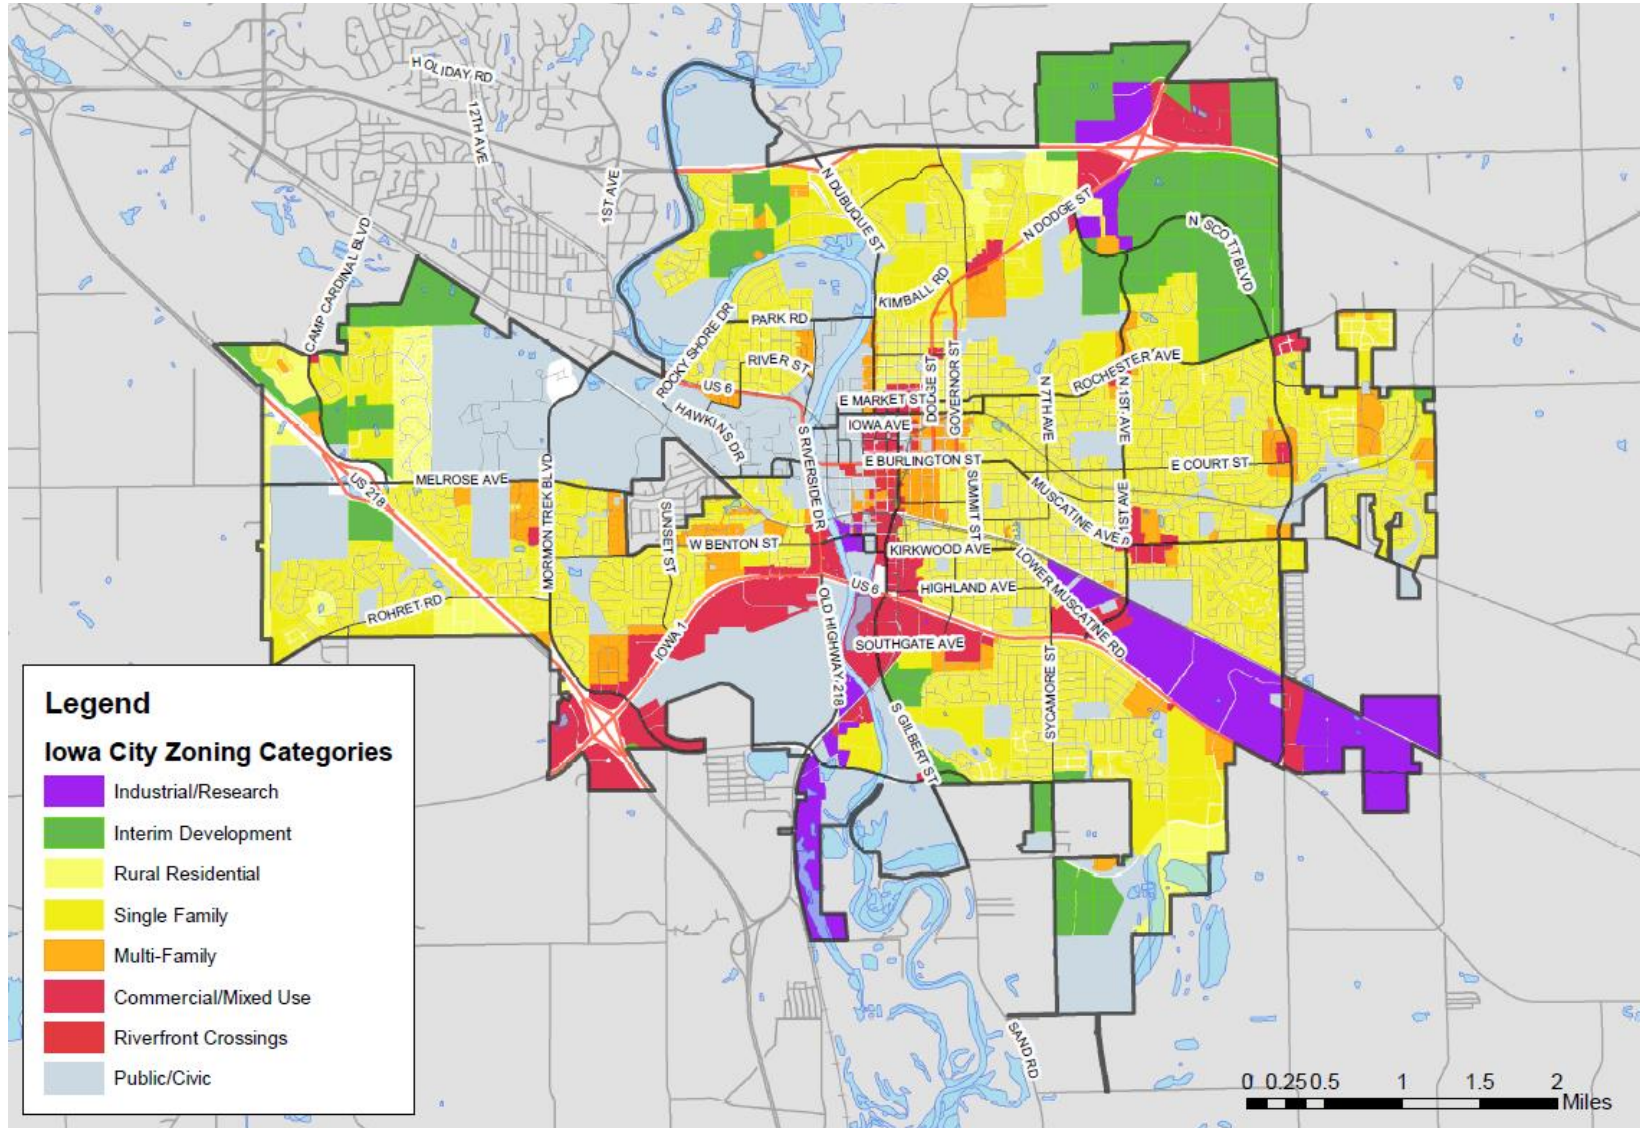 HOLIDAY RD
12TH AVE
1ST AVE
CAMP CARDINAL BLVD
N DUBUQUE ST
N DODGE ST
N SCOTT BLVD
KIMBALL RD
PARK RD
ROCKY SHORE DR
RIVER ST
US 6
HAWKINS DR
E MARKET ST
IOWA AVE
DODGE ST
GOVERNOR ST
ROCHESTER AVE
N 7TH AVE
N 1ST AVE
S RIVERSIDE DR
E BURLINGTON ST
E COURT ST
MELROSE AVE
US 218
MORMON TREK BLVD
SUNSET ST
SUMMIT ST
MUSCATINE AVE
S 1ST AVE
W BENTON ST
KIRKWOOD AVE
LOWER MUSCATINE RD
US 6
HIGHLAND AVE
ROHRET RD
IOWA 1
OLD HIGHWAY 218
SOUTHGATE AVE
SYCAMORE ST
S GILBERT ST
SAND RD
Legend
Iowa City Zoning Categories
Industrial/Research
Interim Development
Rural Residential
Single Family
Multi-Family
Commercial/Mixed Use
Riverfront Crossings
Public/Civic
0 0.25 0.5 1 1.5 2
Miles